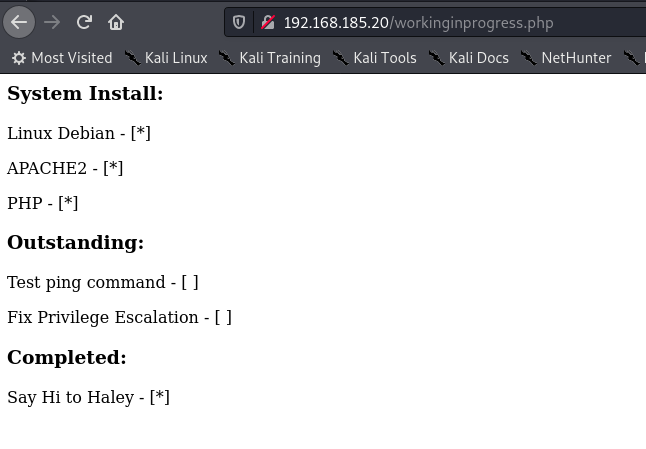 192.168.185.20/workinginprogress.php
Most Visited Kali Linux Kali Training Kali Tools Kali Docs NetHunter
System Install:
Linux Debian - [*]
APACHE2 - [*]
PHP - [*]
Outstanding:
Test ping command - [ ]
Fix Privilege Escalation - [ ]
Completed:
Say Hi to Haley - [*]